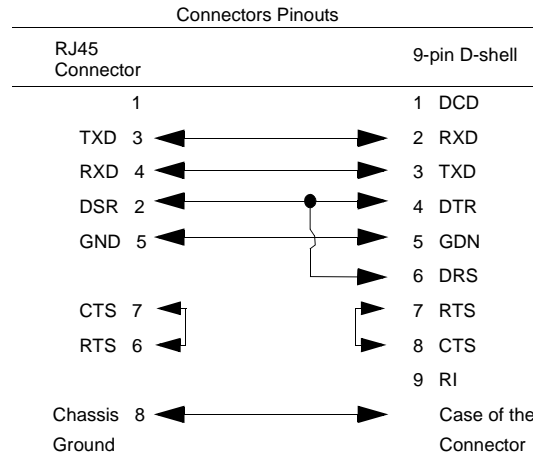 Connectors Pinouts
RJ45 Connector
9-pin D-shell
1 1 DCD
TXD 3 2 RXD
RXD 4 3 TXD
DSR 2 4 DTR
GND 5 5 GDN
6 DRS
CTS 7 7 RTS
RTS 6 8 CTS
9 RI
Chassis 8 Case of the
Ground Connector